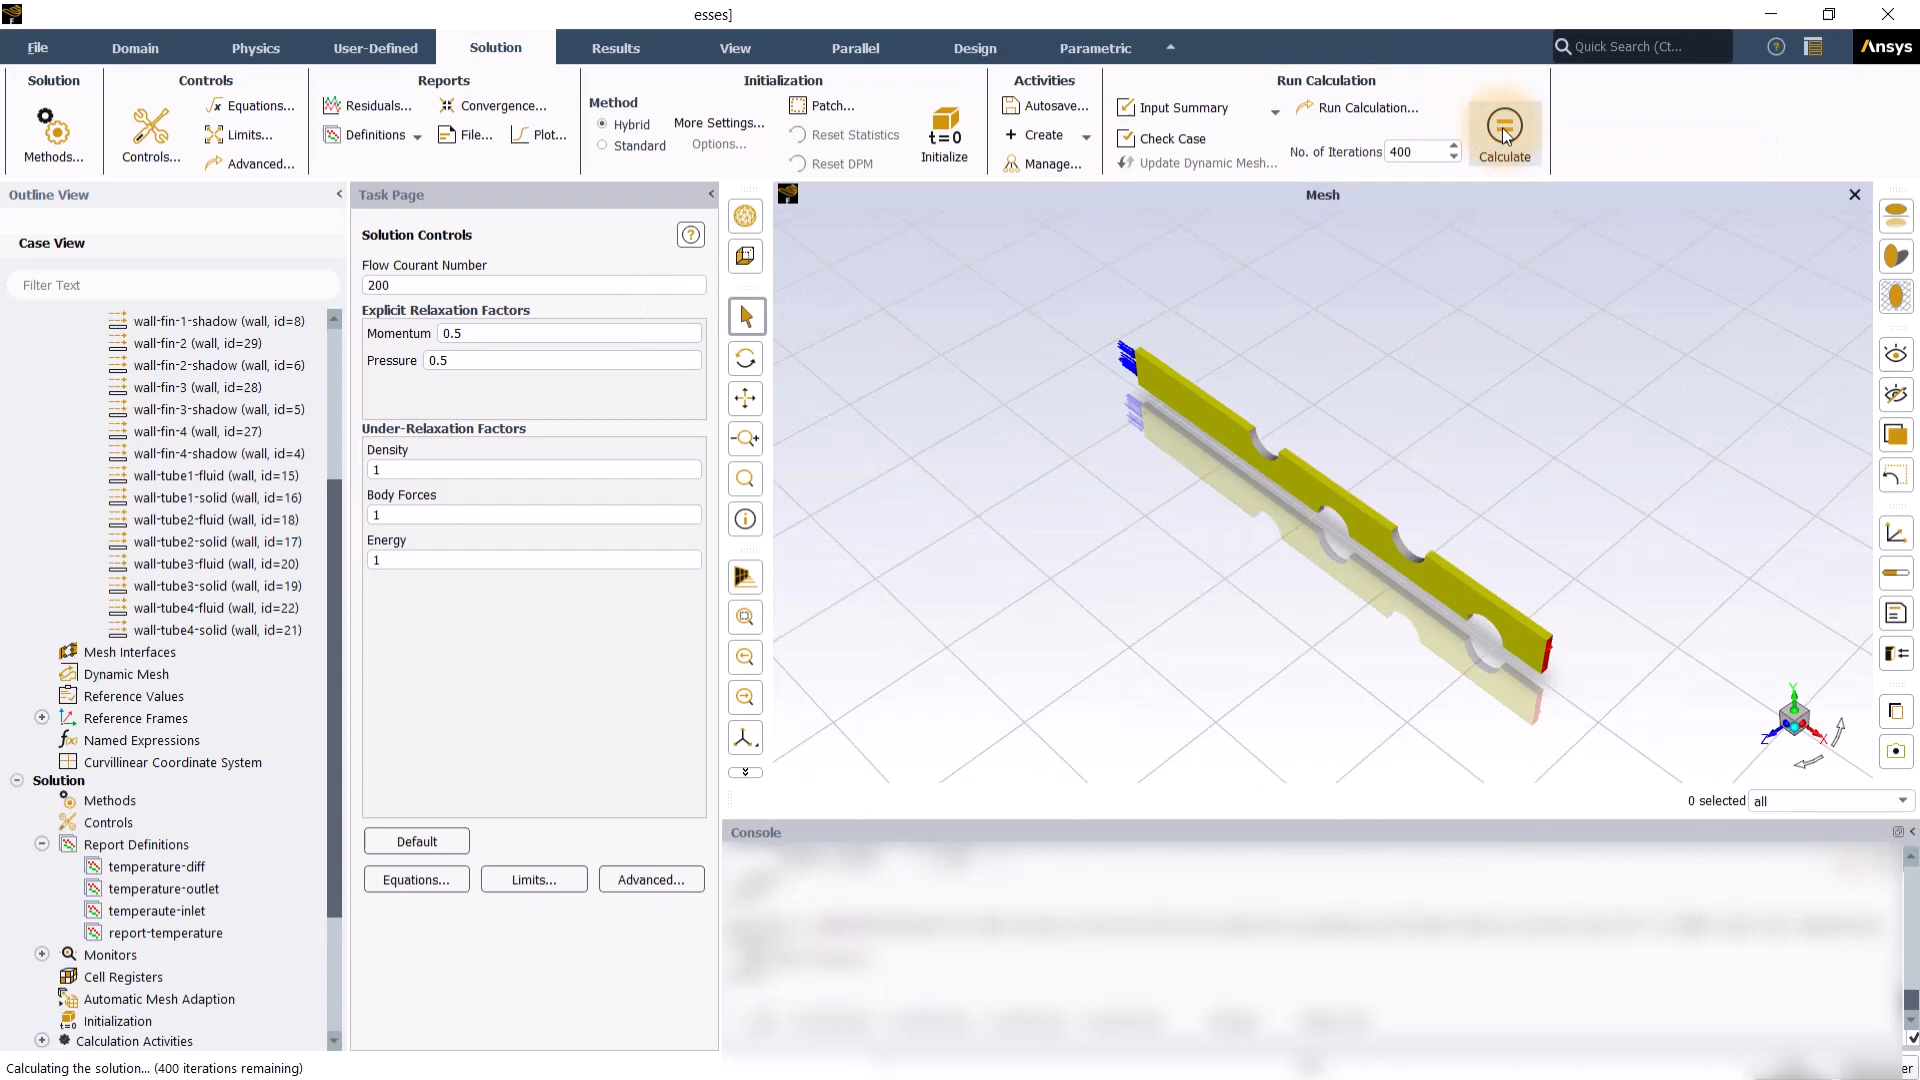 esses]
File
Domain
Physics
User-Defined
Solution
Results
View
Parallel
Design
Parametric
Quick Search (Ct...
Ansys
Solution
Methods...
Controls
Controls...
Equations...
Limits...
Advanced...
Reports
Residuals...
Convergence...
Definitions
File...
Plot...
Initialization
Method
Hybrid
Standard
More Settings...
Options...
Patch...
Reset Statistics
Reset DPM
t=0
Initialize
Activities
Autosave...
Create
Manage...
Run Calculation
Input Summary
Check Case
Update Dynamic Mesh...
Run Calculation...
No. of Iterations 400
Calculate
Outline View
Case View
Filter Text
wall-fin-1-shadow (wall, id=8)
wall-fin-2 (wall, id=29)
wall-fin-2-shadow (wall, id=6)
wall-fin-3 (wall, id=28)
wall-fin-3-shadow (wall, id=5)
wall-fin-4 (wall, id=27)
wall-fin-4-shadow (wall, id=4)
wall-tube1-fluid (wall, id=15)
wall-tube1-solid (wall, id=16)
wall-tube2-fluid (wall, id=18)
wall-tube2-solid (wall, id=17)
wall-tube3-fluid (wall, id=20)
wall-tube3-solid (wall, id=19)
wall-tube4-fluid (wall, id=22)
wall-tube4-solid (wall, id=21)
Mesh Interfaces
Dynamic Mesh
Reference Values
Reference Frames
Named Expressions
Curvillinear Coordinate System
Solution
Methods
Controls
Report Definitions
temperature-diff
temperature-outlet
temperaute-inlet
report-temperature
Monitors
Cell Registers
Automatic Mesh Adaption
Initialization
Calculation Activities
Calculating the solution... (400 iterations remaining)
Task Page
Solution Controls
Flow Courant Number
200
Explicit Relaxation Factors
Momentum 0.5
Pressure 0.5
Under-Relaxation Factors
Density
1
Body Forces
1
Energy
1
Default
Equations...
Limits...
Advanced...
Mesh
Y
Z
X
0 selected all
Console
er